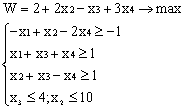 W = 2+2x2-x3+3x4→max
-x1+x2-2x4≥-1
x1+x3+x4≥1
x2+x3-x4≥1
x₃≤4;x₂≤10